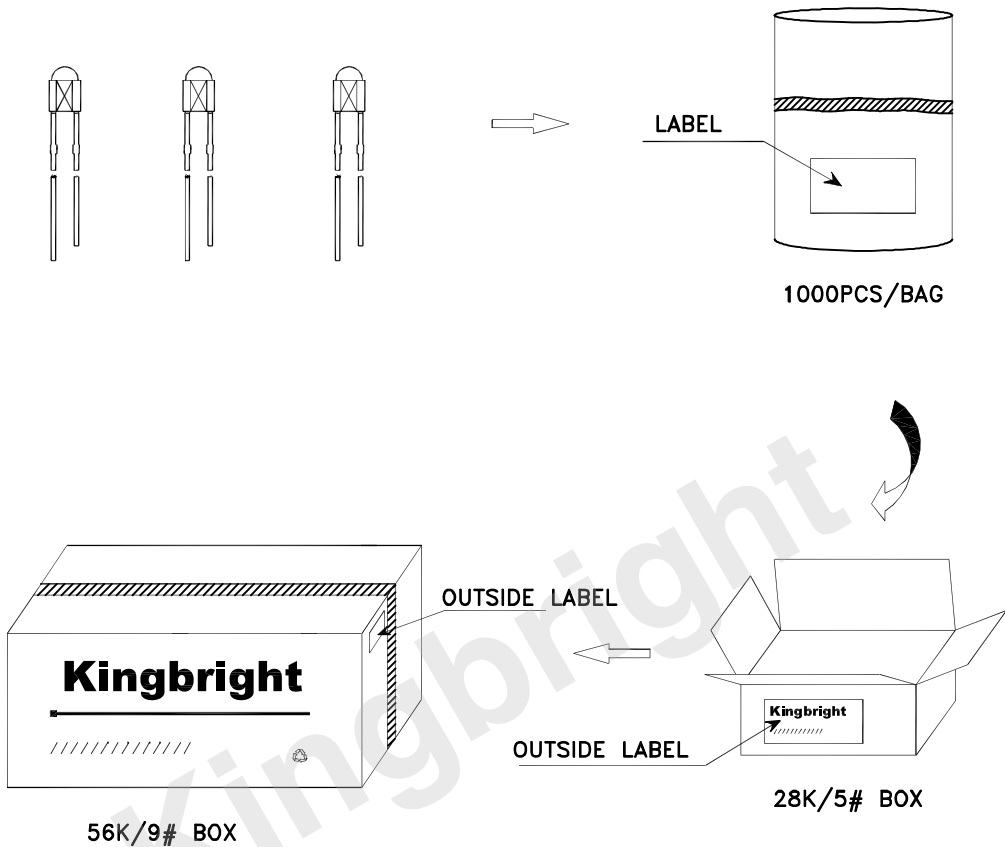 LABEL
1000PCS/BAG
OUTSIDE LABEL
Kingbright
Kingbright
OUTSIDE LABEL
28K/5# BOX
56K/9# BOX
Kingbright